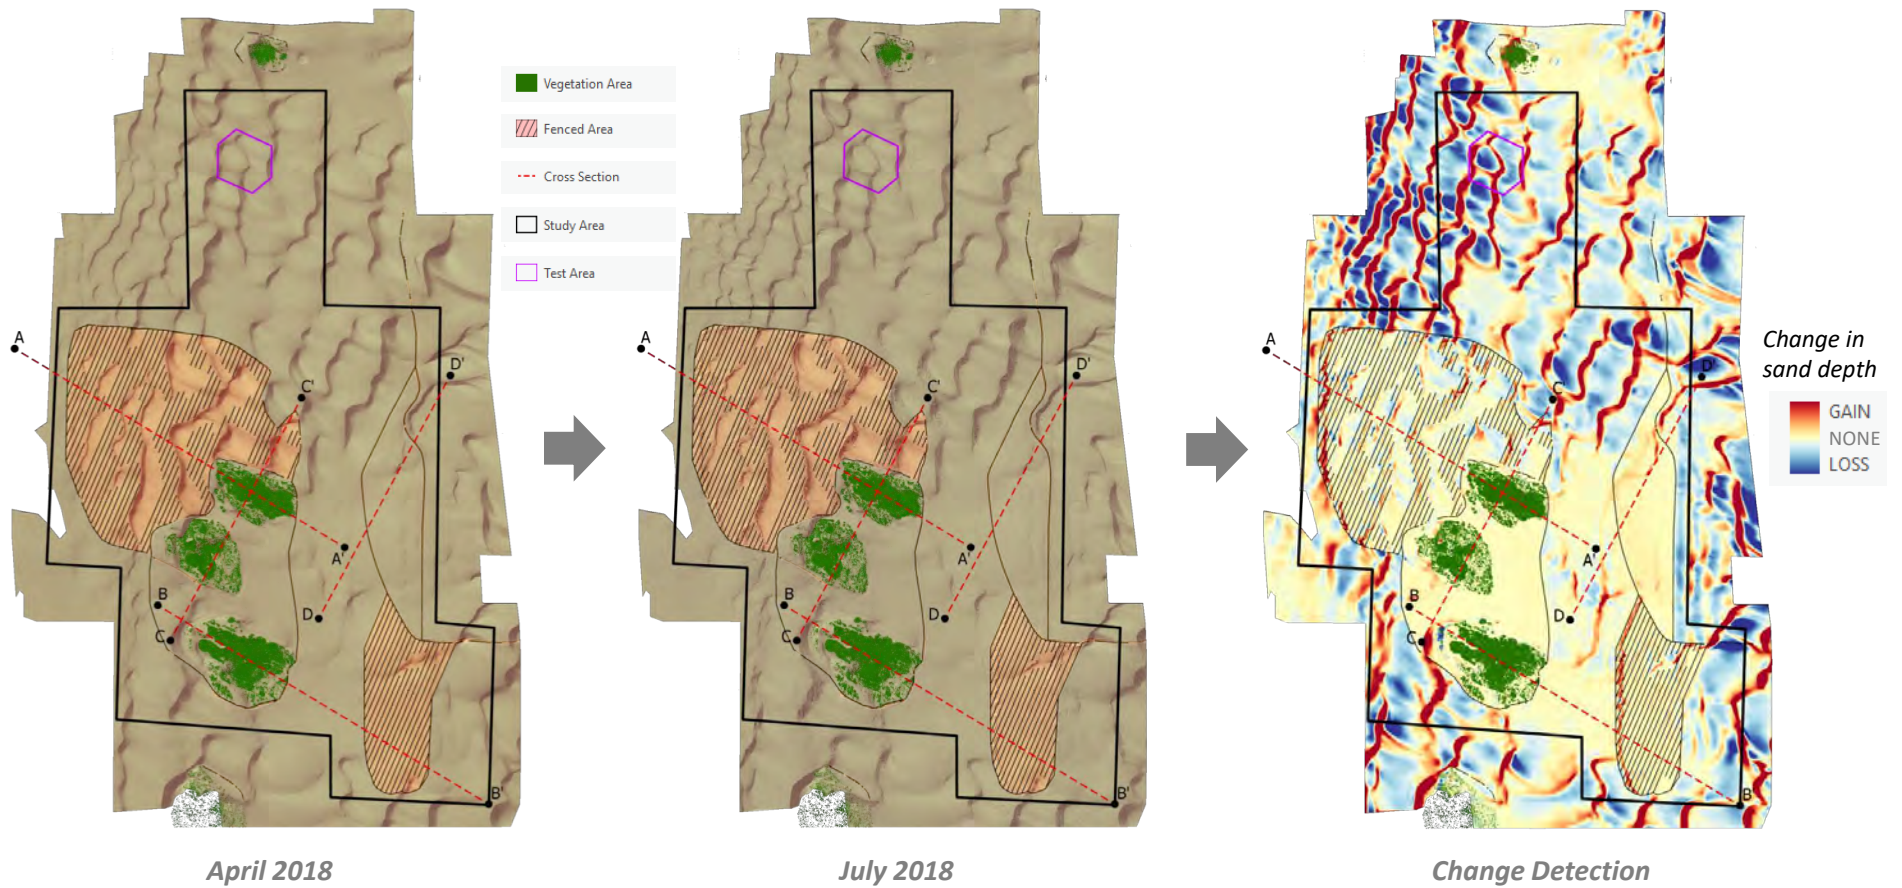 Vegetation Area
Fenced Area
Cross Section
Study Area
Test Area
A
D'
C'
A'
B
D
C
B'
A
D'
C'
A'
B
D
C
B'
A
D'
C'
A'
B
D
C
B'
Change in
sand depth
GAIN
NONE
LOSS
April 2018
July 2018
Change Detection